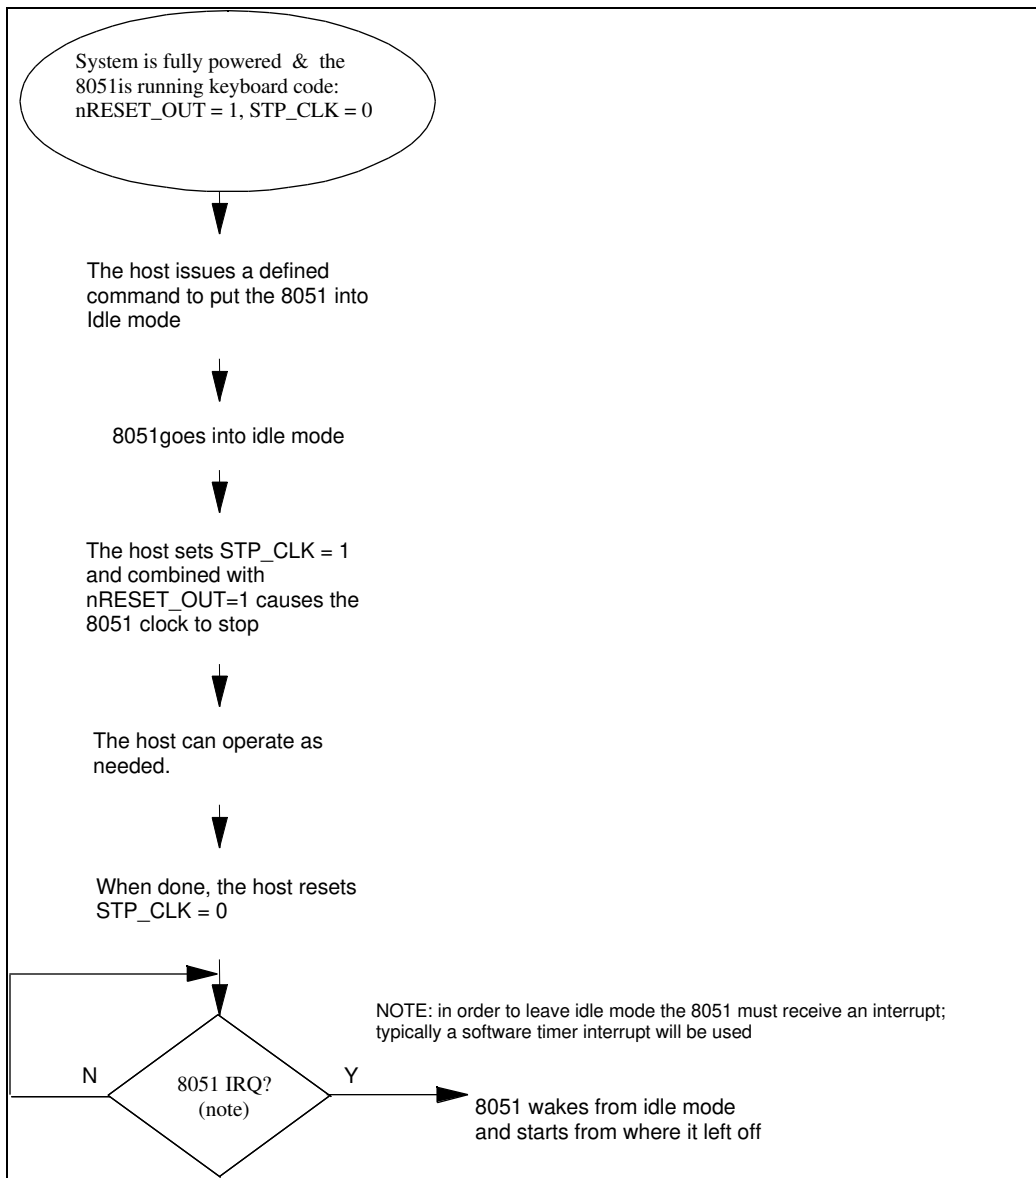 System is fully powered & the
8051is running keyboard code:
nRESET_OUT = 1, STP_CLK = 0
The host issues a defined
command to put the 8051 into
Idle mode
8051goes into idle mode
The host sets STP_CLK = 1
and combined with
nRESET_OUT=1 causes the
8051 clock to stop
The host can operate as
needed.
When done, the host resets
STP_CLK = 0
NOTE: in order to leave idle mode the 8051 must receive an interrupt;
typically a software timer interrupt will be used
N
8051 IRQ?
(note)
Y
8051 wakes from idle mode
and starts from where it left off